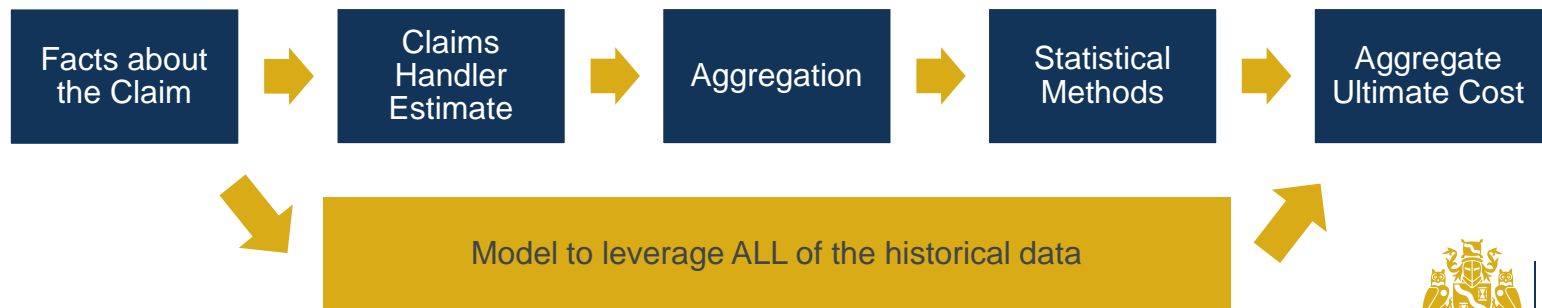 Facts about
the Claim
Claims
Handler
Estimate
Aggregation
Statistical
Methods
Aggregate
Ultimate Cost
Model to leverage ALL of the historical data